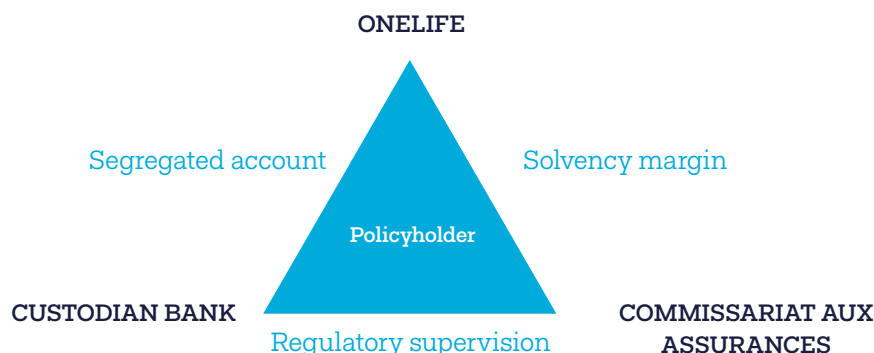 ONELIFE
Segregated account
Solvency margin
Policyholder
CUSTODIAN BANK
COMMISSARIAT AUX
ASSURANCES
Regulatory supervision